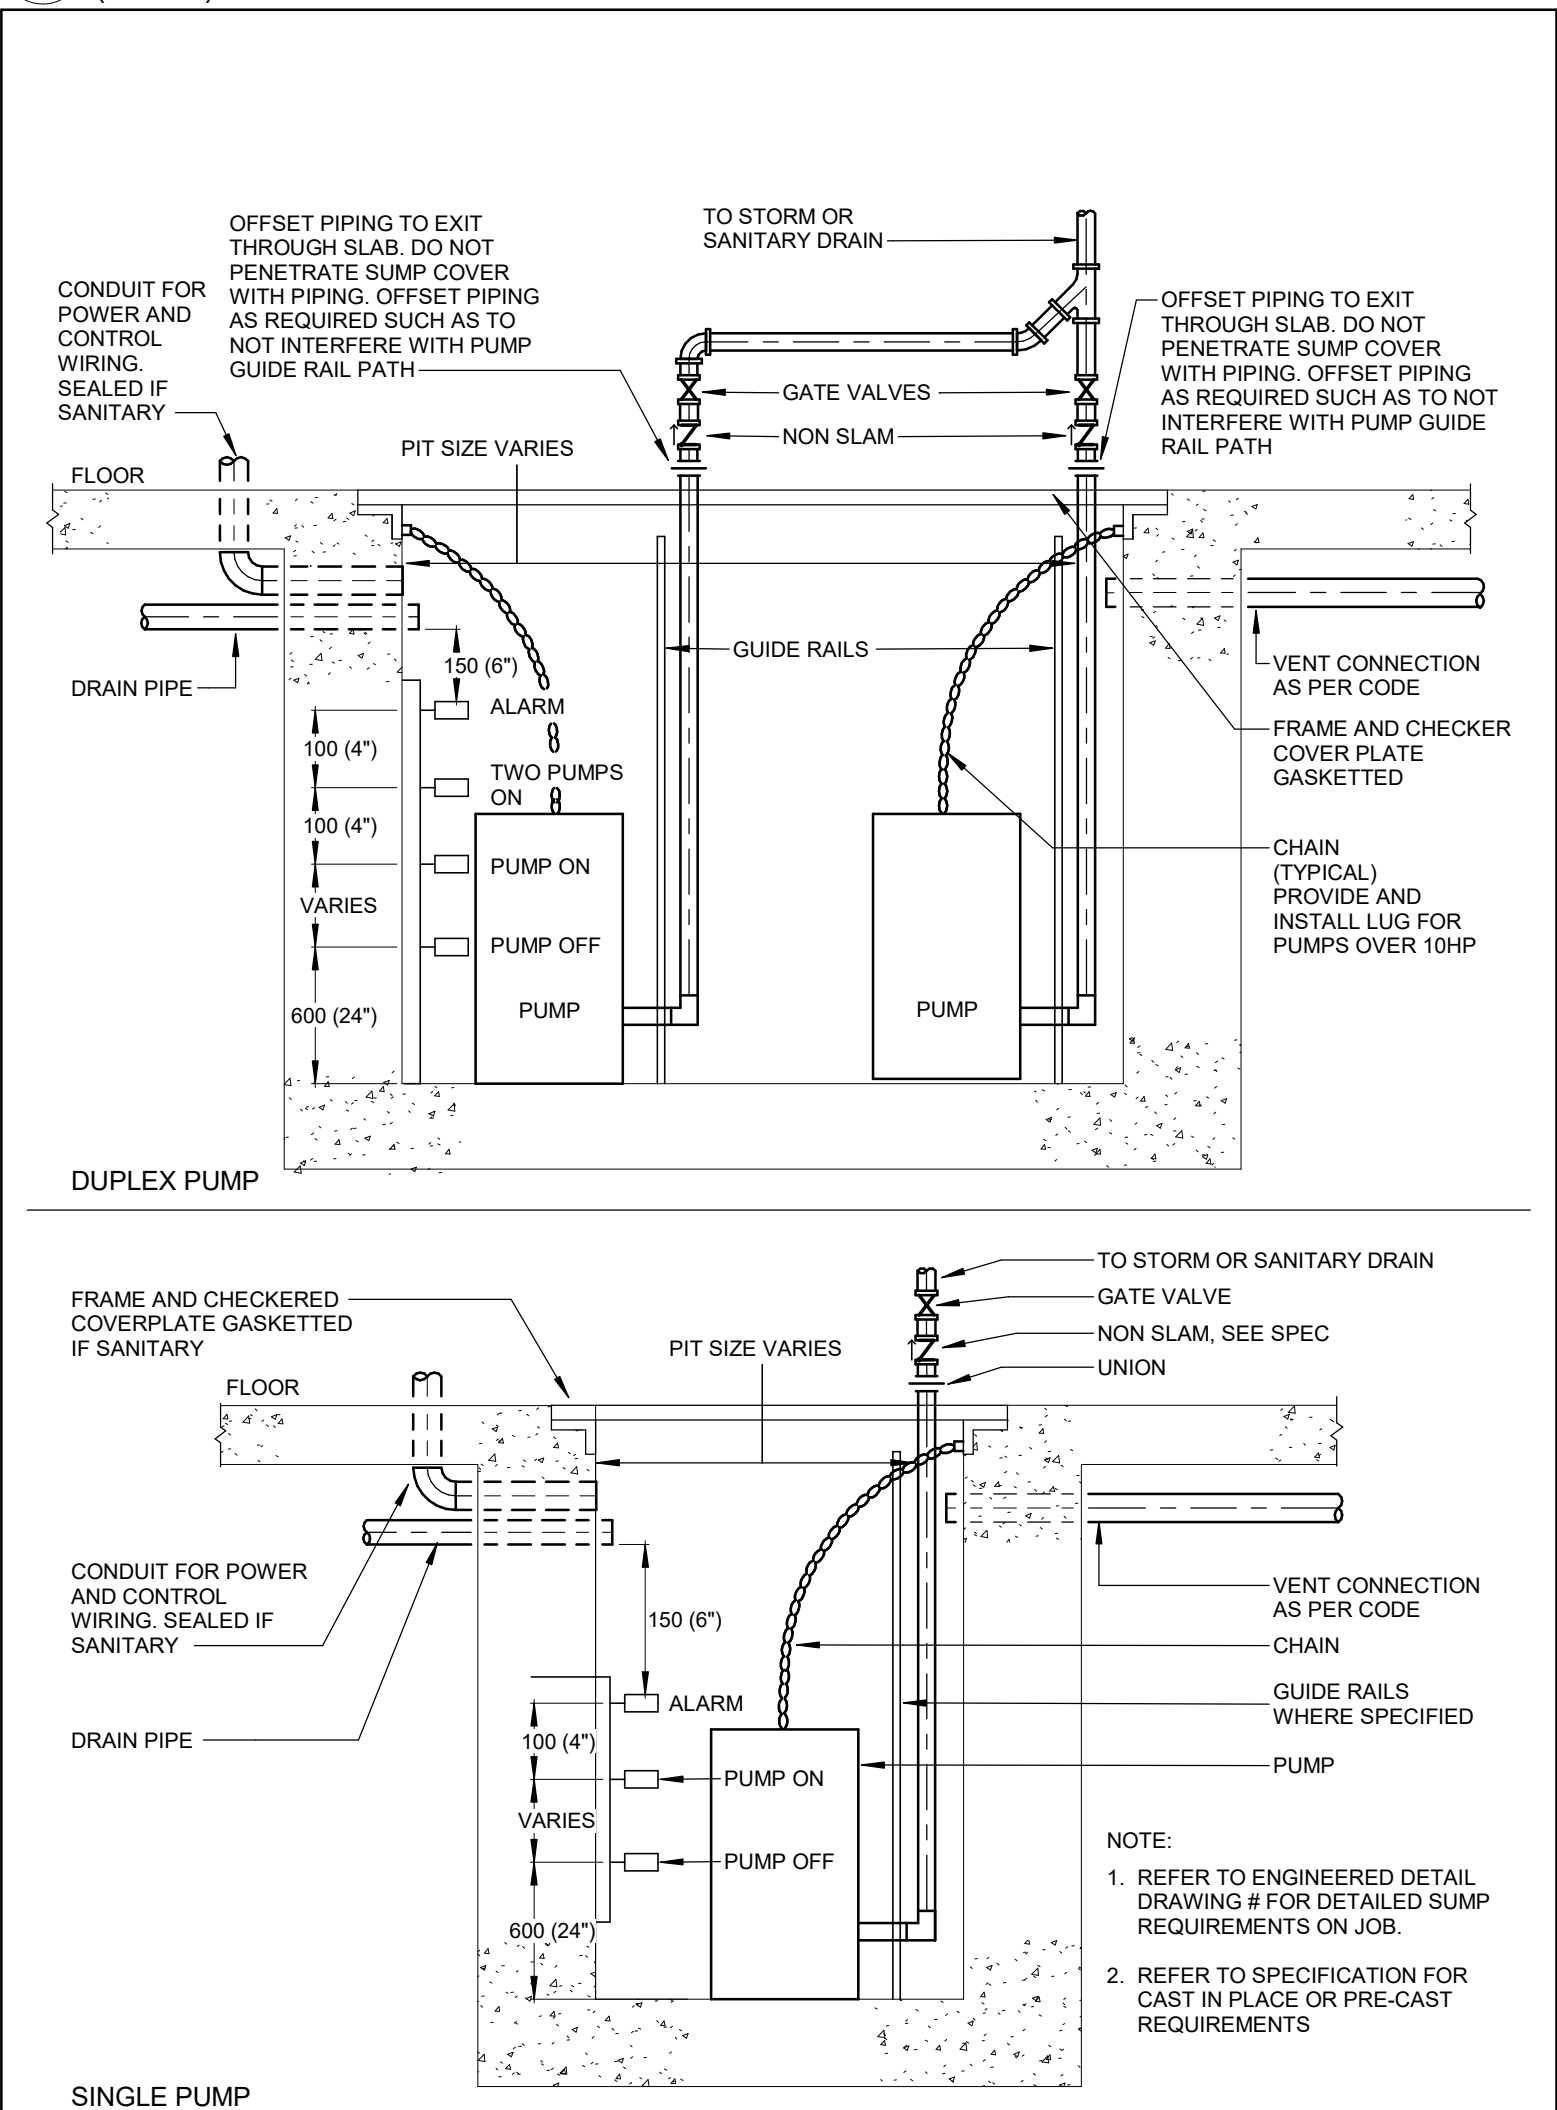 OFFSET PIPING TO EXIT
THROUGH SLAB. DO NOT
PENETRATE SUMP COVER
WITH PIPING. OFFSET PIPING
AS REQUIRED SUCH AS TO
NOT INTERFERE WITH PUMP
GUIDE RAIL PATH
TO STORM OR
SANITARY DRAIN
CONDUIT FOR
POWER AND
CONTROL
WIRING.
SEALED IF
SANITARY
OFFSET PIPING TO EXIT
THROUGH SLAB. DO NOT
PENETRATE SUMP COVER
WITH PIPING. OFFSET PIPING
AS REQUIRED SUCH AS TO NOT
INTERFERE WITH PUMP GUIDE
RAIL PATH
GATE VALVES
NON SLAM
PIT SIZE VARIES
FLOOR
GUIDE RAILS
150 (6")
VENT CONNECTION
AS PER CODE
DRAIN PIPE
ALARM
FRAME AND CHECKER
COVER PLATE
GASKETTED
100 (4")
TWO PUMPS
ON
100 (4")
CHAIN
(TYPICAL)
PROVIDE AND
INSTALL LUG FOR
PUMPS OVER 10HP
PUMP ON
VARIES
PUMP OFF
PUMP
PUMP
600 (24")
DUPLEX PUMP
TO STORM OR SANITARY DRAIN
GATE VALVE
NON SLAM, SEE SPEC
UNION
FRAME AND CHECKERED
COVERPLATE GASKETTED
IF SANITARY
PIT SIZE VARIES
FLOOR
CONDUIT FOR POWER
AND CONTROL
WIRING. SEALED IF
SANITARY
150 (6")
VENT CONNECTION
AS PER CODE
CHAIN
GUIDE RAILS
WHERE SPECIFIED
ALARM
DRAIN PIPE
100 (4")
PUMP
PUMP ON
VARIES
PUMP OFF
600 (24")
NOTE:
1. REFER TO ENGINEERED DETAIL
DRAWING # FOR DETAILED SUMP
REQUIREMENTS ON JOB.
2. REFER TO SPECIFICATION FOR
CAST IN PLACE OR PRE-CAST
REQUIREMENTS
SINGLE PUMP